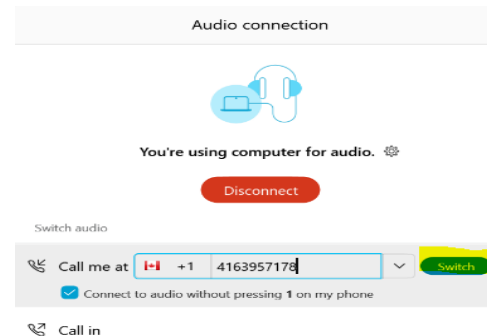 Audio connection
You're using computer for audio.
Disconnect
Switch audio
Call me at +1 4163957178 Switch
Connect to audio without pressing 1 on my phone
Call in